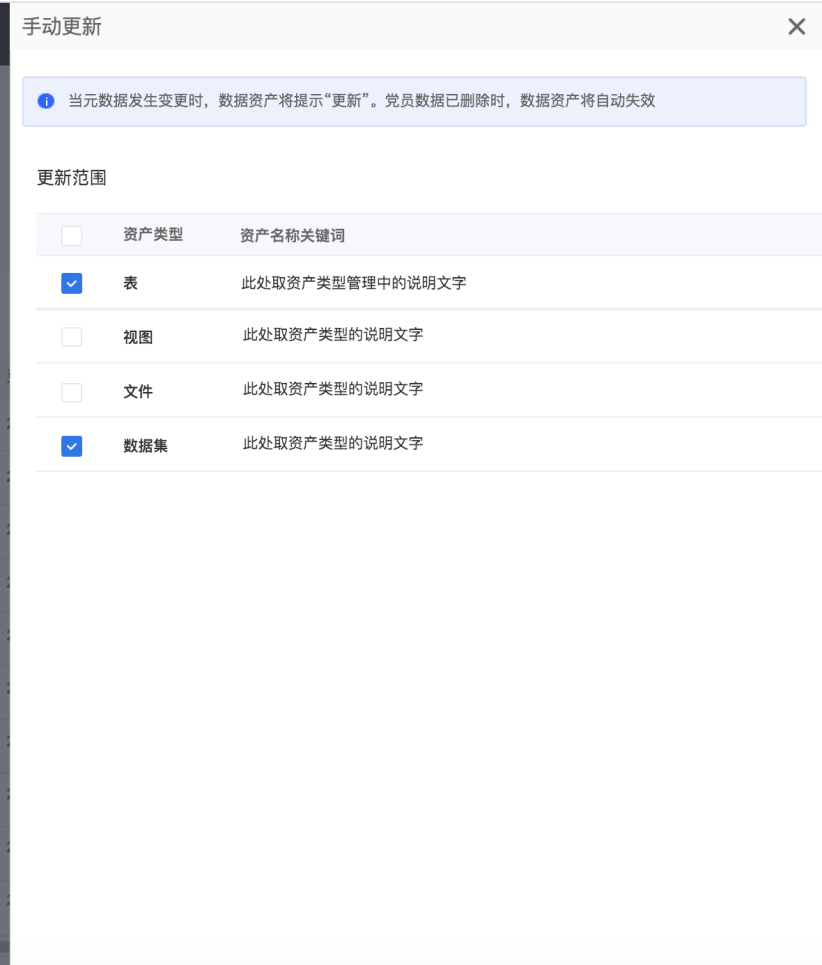 手动更新
当元数据发生变更时，数据资产将提示“更新”。党员数据已删除时，数据资产将自动失效
更新范围
资产类型 资产名称关键词
表 此处取资产类型管理中的说明文字
视图 此处取资产类型的说明文字
文件 此处取资产类型的说明文字
数据集 此处取资产类型的说明文字